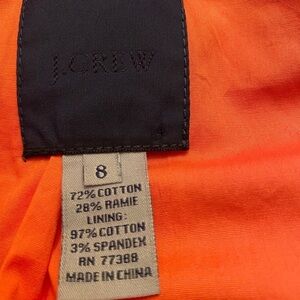 J.CREW
8
72% COTTON
28% RAMIE
LINING:
97% COTTON
3% SPANDEX
RN 77388
MADE IN CHINA